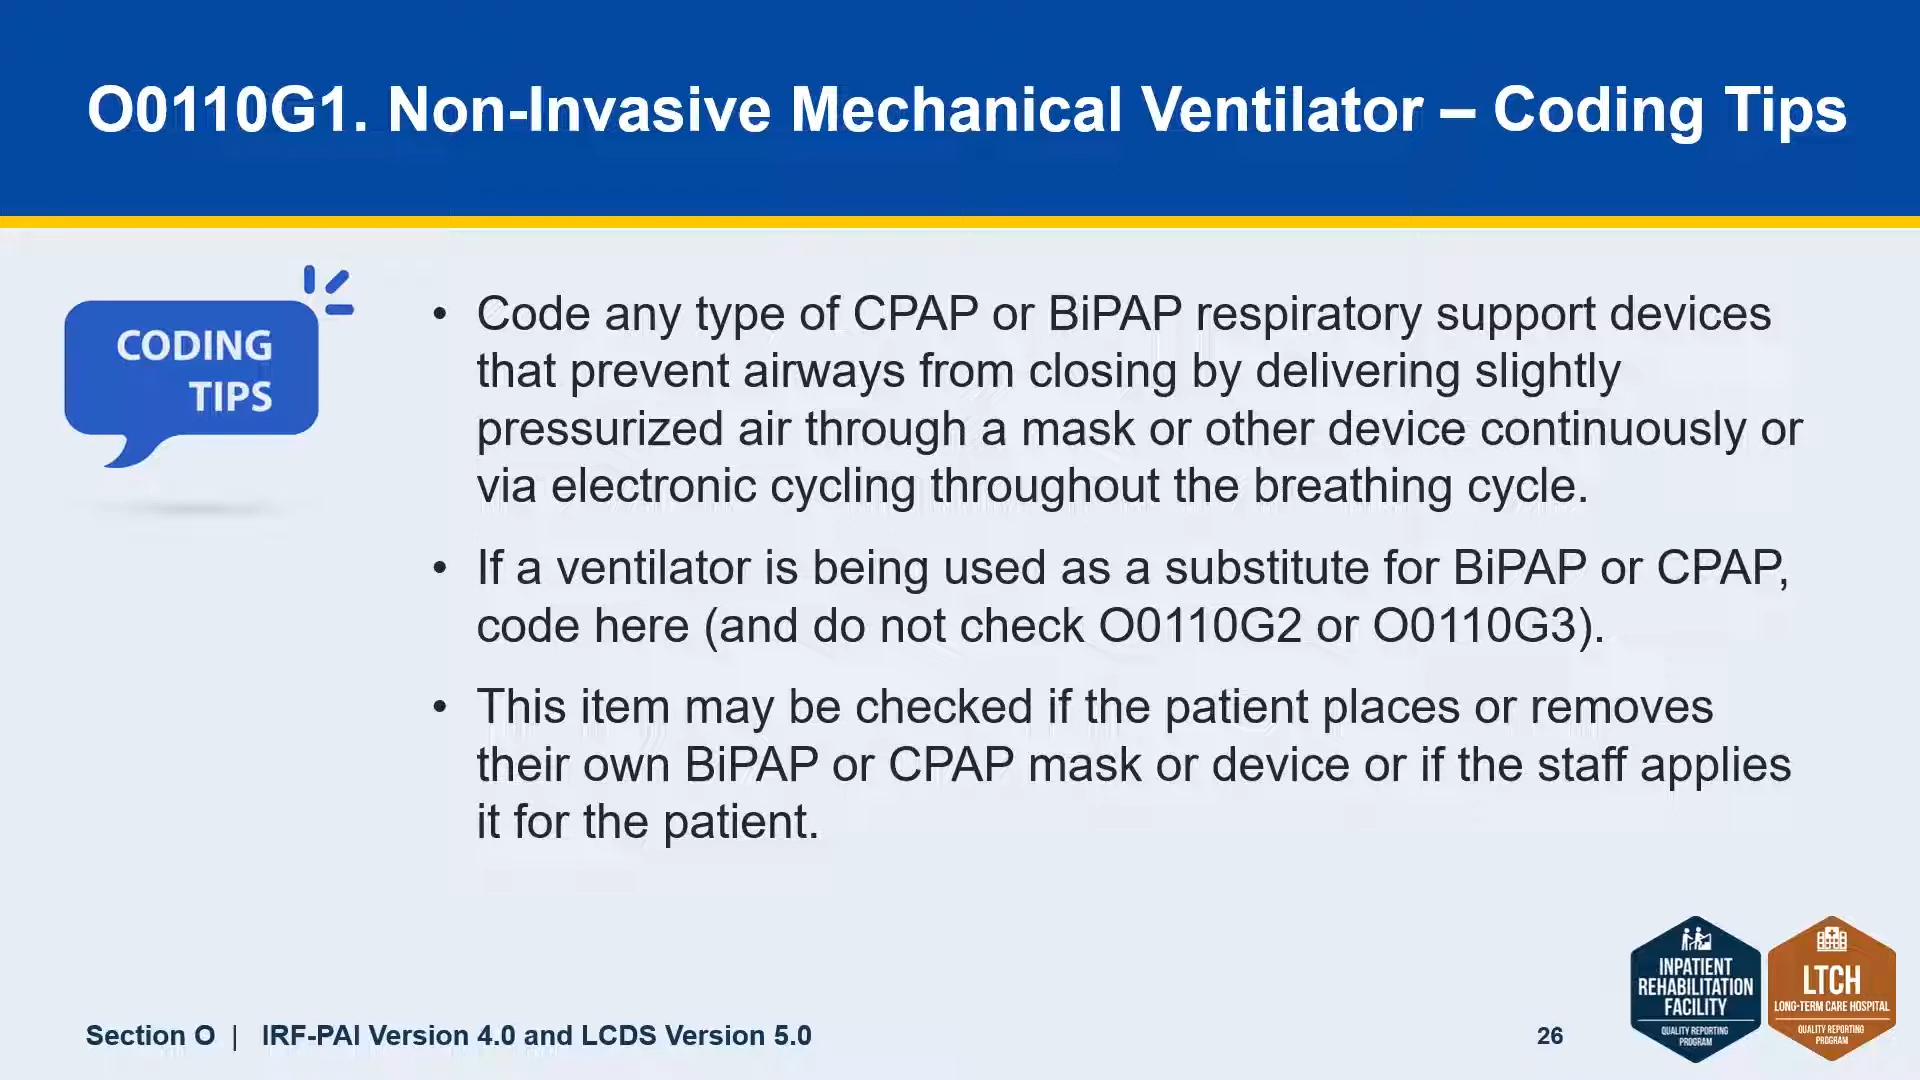 O0110G1. Non-Invasive Mechanical Ventilator – Coding Tips
CODING
TIPS
• Code any type of CPAP or BiPAP respiratory support devices
that prevent airways from closing by delivering slightly
pressurized air through a mask or other device continuously or
via electronic cycling throughout the breathing cycle.
• If a ventilator is being used as a substitute for BiPAP or CPAP,
code here (and do not check O0110G2 or O0110G3).
• This item may be checked if the patient places or removes
their own BiPAP or CPAP mask or device or if the staff applies
it for the patient.
Section O | IRF-PAI Version 4.0 and LCDS Version 5.0
26
INPATIENT
REHABILITATION
FACILITY
QUALITY REPORTING
PROGRAM
LTCH
LONG-TERM CARE HOSPITAL
QUALITY REPORTING
PROGRAM